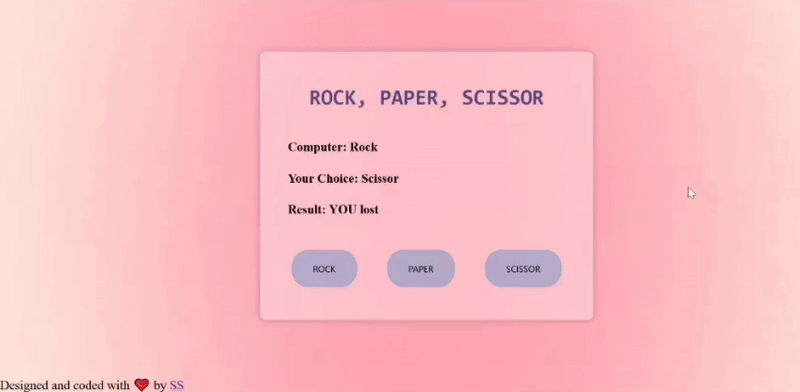 ROCK, PAPER, SCISSOR
Computer: Rock
Your Choice: Scissor
Result: YOU lost
ROCK PAPER SCISSOR
Designed and coded with ❤️ by SS